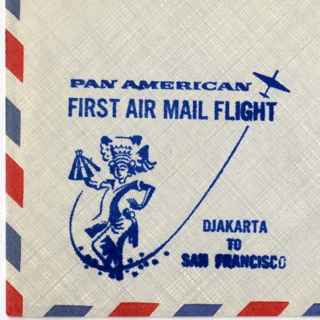 PAN AMERICAN
FIRST AIR MAIL FLIGHT
DJAKARTA
TO
SAN FRANCISCO